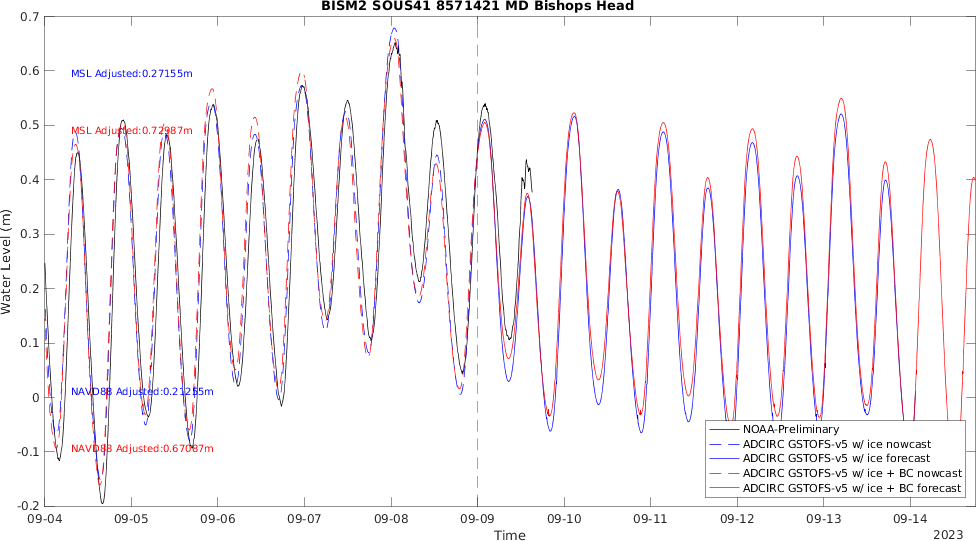 BISM2 SOUS41 8571421 MD Bishops Head
Water Level (m)
0.7
0.6
0.5
0.4
0.3
0.2
0.1
0
-0.1
-0.2
MSL Adjusted:0.27155m
MSL Adjusted:0.72987m
NAVD88 Adjusted:0.21255m
NAVD88 Adjusted:0.67087m
NOAA-Preliminary
ADCIRC GSTOFS-v5 w/ ice nowcast
ADCIRC GSTOFS-v5 w/ ice forecast
ADCIRC GSTOFS-v5 w/ ice + BC nowcast
ADCIRC GSTOFS-v5 w/ ice + BC forecast
09-04 09-05 09-06 09-07 09-08 09-09 09-10 09-11 09-12 09-13 09-14
Time
2023